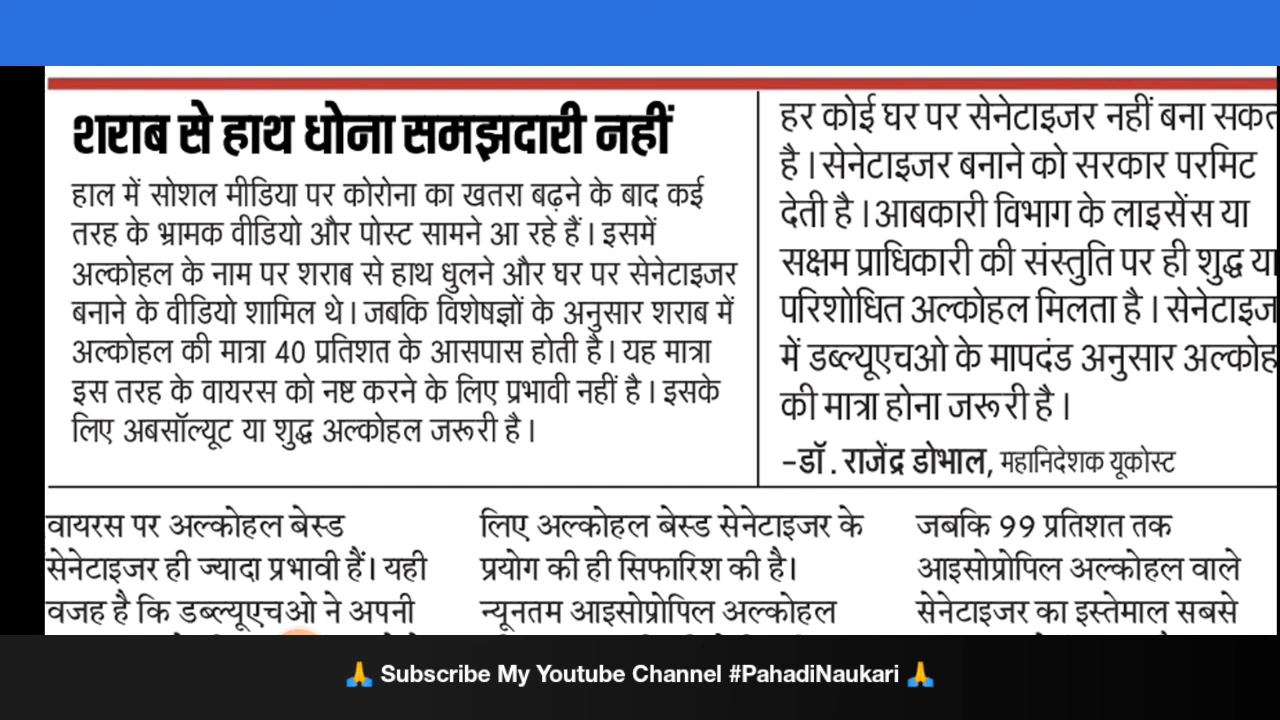 शराब से हाथ धोना समझदारी नहीं
हाल में सोशल मीडिया पर कोरोना का खतरा बढ़ने के बाद कई
तरह के भ्रामक वीडियो और पोस्ट सामने आ रहे हैं। इसमें
अल्कोहल के नाम पर शराब से हाथ धुलने और घर पर सेनेटाइजर
बनाने के वीडियो शामिल थे। जबकि विशेषज्ञों के अनुसार शराब में
अल्कोहल की मात्रा 40 प्रतिशत के आसपास होती है। यह मात्रा
इस तरह के वायरस को नष्ट करने के लिए प्रभावी नहीं है। इसके
लिए अबसॉल्यूट या शुद्ध अल्कोहल जरूरी है।
हर कोई घर पर सेनेटाइजर नहीं बना
है। सेनेटाइजर बनाने को सरकार परमिट
देती है। आबकारी विभाग के लाइसेंस या
सक्षम प्राधिकारी की संस्तुति पर ही शुद्ध या
परिशोधित अल्कोहल मिलता है।
में डब्ल्यूएचओ के मापदंड अनुसार
की मात्रा होना जरूरी है।
-डॉ. राजेंद्र डोभाल, महानिदेशक यूकोस्ट
वायरस पर अल्कोहल बेस्ड
सेनेटाइजर ही ज्यादा प्रभावी हैं। यही
वजह है कि डब्ल्यूएचओ ने अपनी
लिए अल्कोहल बेस्ड सेनेटाइजर के
प्रयोग की ही सिफारिश की है।
न्यूनतम आइसोप्रोपिल अल्कोहल
जबकि 99 प्रतिशत तक
आइसोप्रोपिल अल्कोहल वाले
सेनेटाइजर का इस्तेमाल सबसे
🙏 Subscribe My Youtube Channel #PahadiNaukari 🙏